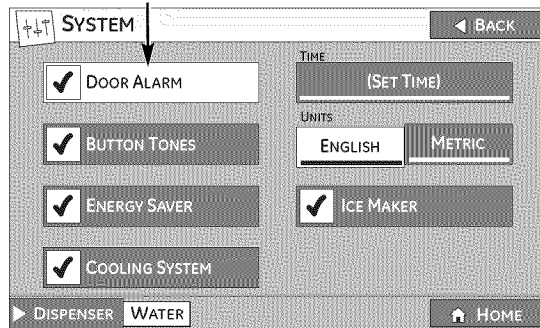 SYSTEM
BACK
DOOR ALARM
BUTTON TONES
ENERGY SAVER
COOLING SYSTEM
TIME
(SET TIME)
UNITS
ENGLISH METRIC
ICE MAKER
DISPENSER WATER
HOME